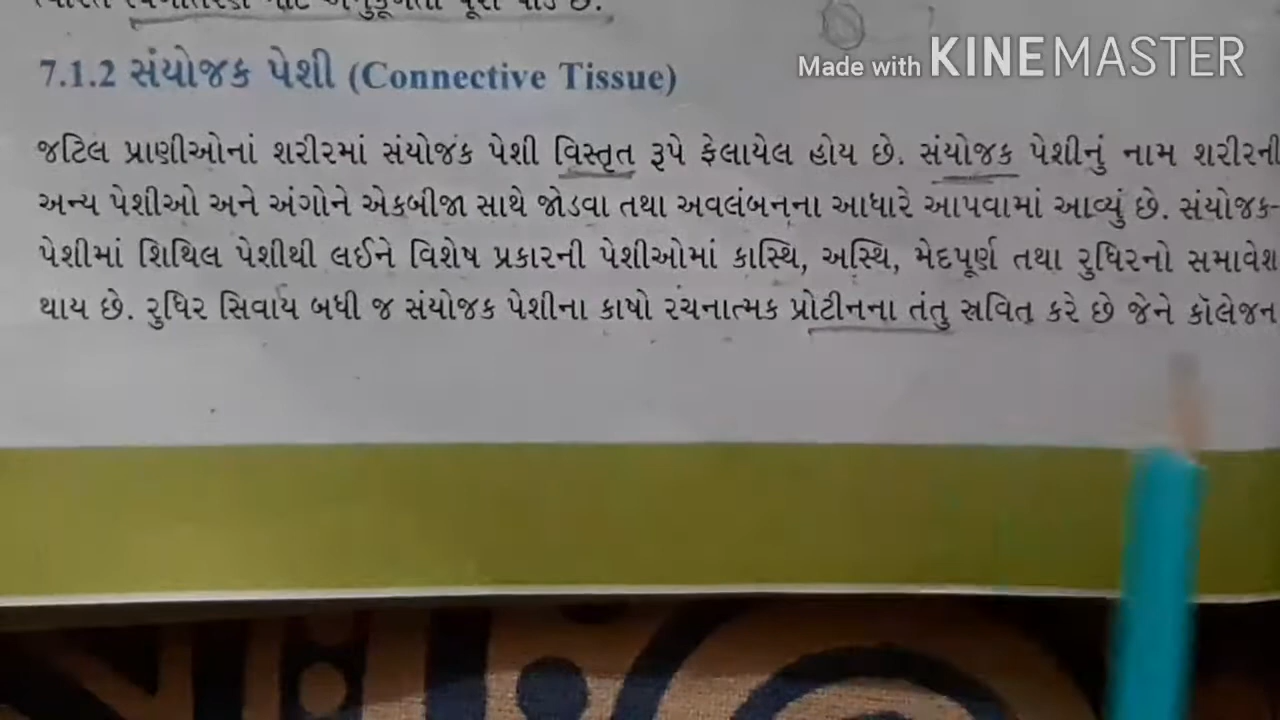 Made with KINEMASTER
7.1.2 સંયોજક પેશી (Connective Tissue)
જટિલ પ્રાણીઓનાં શરીરમાં સંયોજક પેશી વિસ્તૃત રૂપે ફેલાયેલ હોય છે. સંયોજક પેશીનું નામ શરીરની
અન્ય પેશીઓ અને અંગોને એકબીજા સાથે જોડવા તથા અવલંબનના આધારે આપવામાં આવ્યું છે. સંયોજક-
પેશીમાં શિથિલ પેશીથી લઈને વિશેષ પ્રકારની પેશીઓમાં કાસ્થિ, અસ્થિ, મેદપૂર્ણ તથા રુધિરનો સમાવેશ
થાય છે. રુધિર સિવાય બધી જ સંયોજક પેશીના કાષો રચનાત્મક પ્રોટીનના તંતુ સ્રવિત કરે છે જેને કૉલેજન